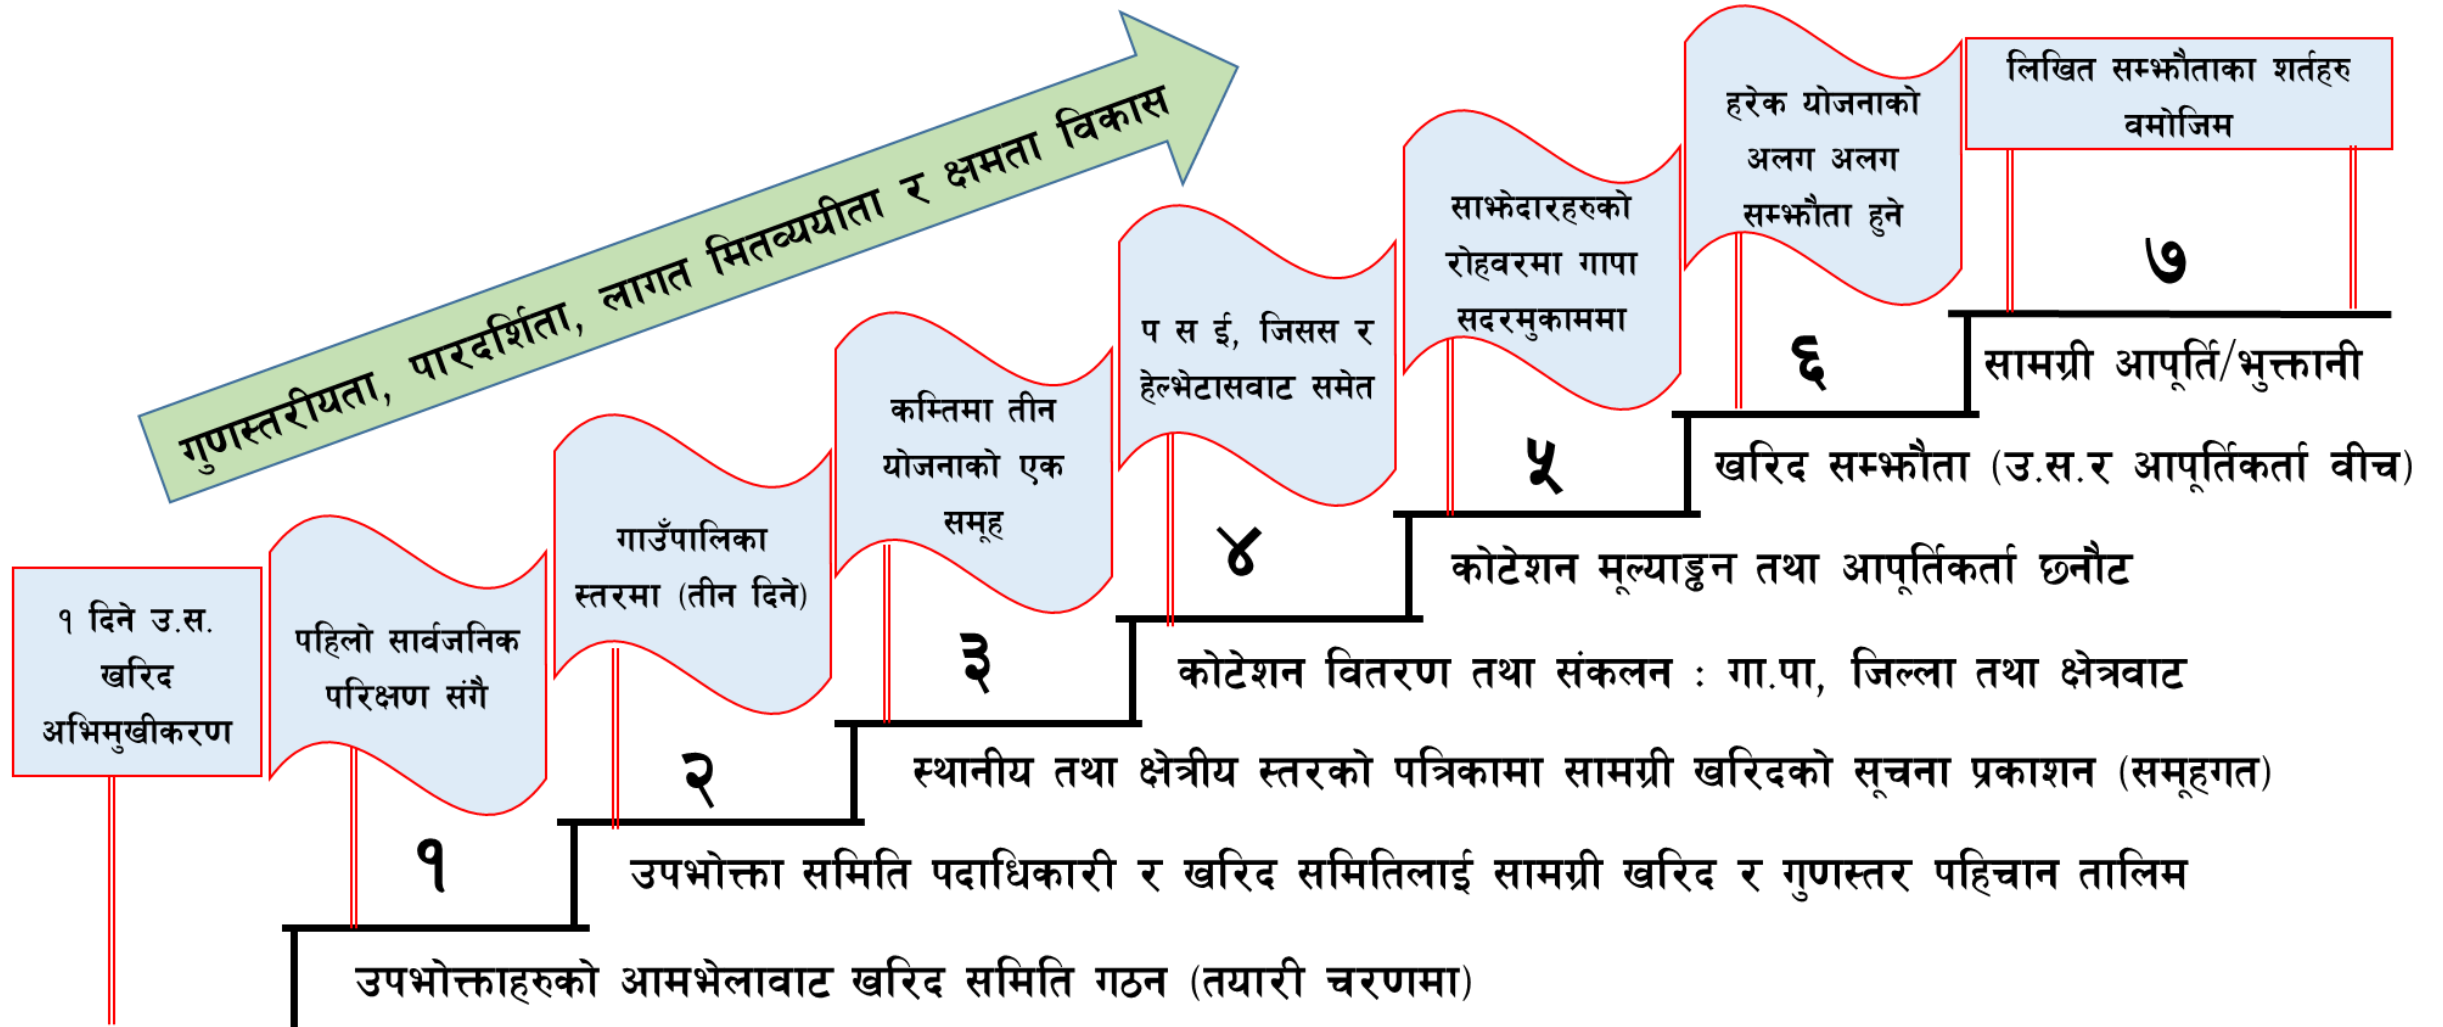 गुणस्तरीयता, पारदर्शिता, लागत मितव्ययीता र क्षमता विकास
१ दिने उ.स.
खरिद
अभिमुखीकरण
पहिलो सार्वजनिक
परिक्षण संगै
गाउँपालिका
स्तरमा (तीन दिने)
कम्तिमा तीन
योजनाको एक
समूह
प स ई, जिसस र
हेल्भेटासवाट समेत
साझेदारहरुको
रोहवरमा गापा
सदरमुकाममा
हरेक योजनाको
अलग अलग
सम्झौता हुने
लिखित सम्झौताका शर्तहरु
वमोजिम
७
सामग्री आपूर्ति/भुक्तानी
६
खरिद सम्झौता (उ.स.र आपूर्तिकर्ता वीच)
५
कोटेशन मूल्याङ्कन तथा आपूर्तिकर्ता छनौट
४
कोटेशन वितरण तथा संकलन : गा.पा, जिल्ला तथा क्षेत्रवाट
३
स्थानीय तथा क्षेत्रीय स्तरको पत्रिकामा सामग्री खरिदको सूचना प्रकाशन (समूहगत)
२
उपभोक्ता समिति पदाधिकारी र खरिद समितिलाई सामग्री खरिद र गुणस्तर पहिचान तालिम
१
उपभोक्ताहरुको आमभेलावाट खरिद समिति गठन (तयारी चरणमा)